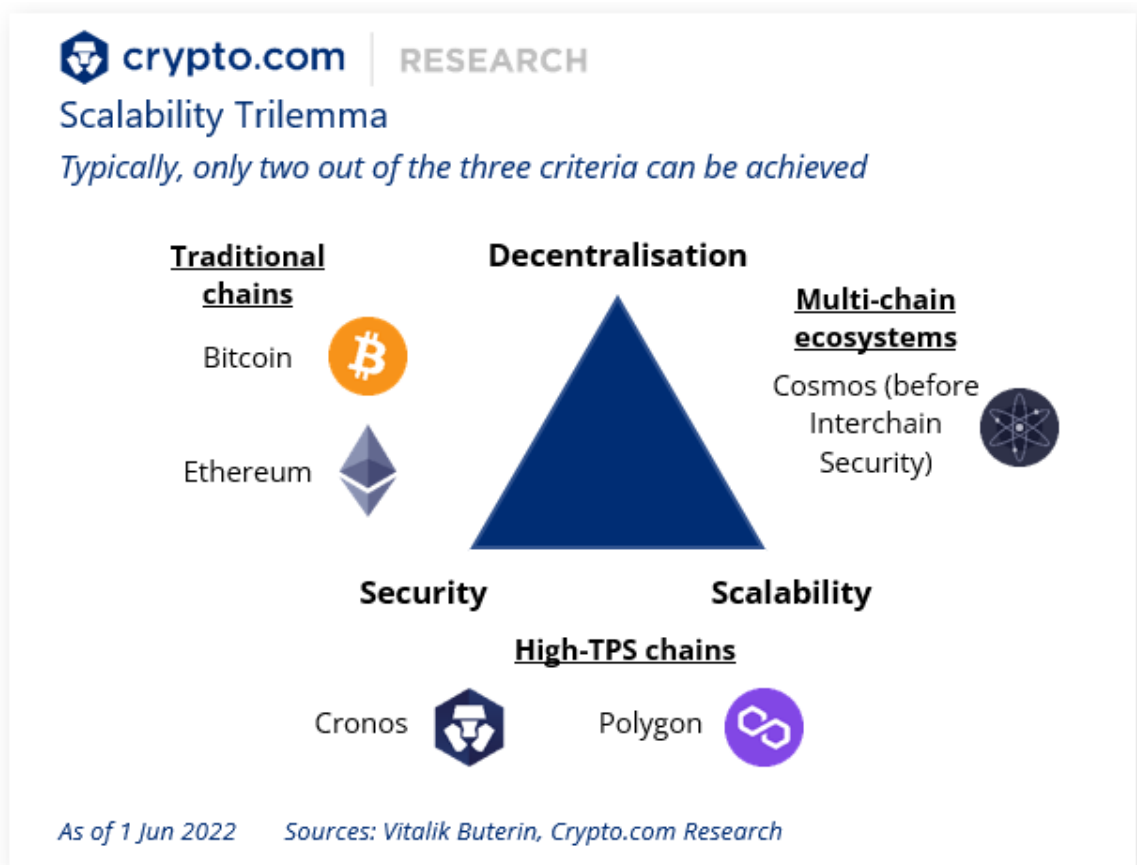 crypto.com | RESEARCH
Scalability Trilemma
Typically, only two out of the three criteria can be achieved
Traditional
chains
Bitcoin
Ethereum
Decentralisation
Multi-chain
ecosystems
Cosmos (before
Interchain
Security)
Security
Scalability
High-TPS chains
Cronos
Polygon
As of 1 Jun 2022 Sources: Vitalik Buterin, Crypto.com Research